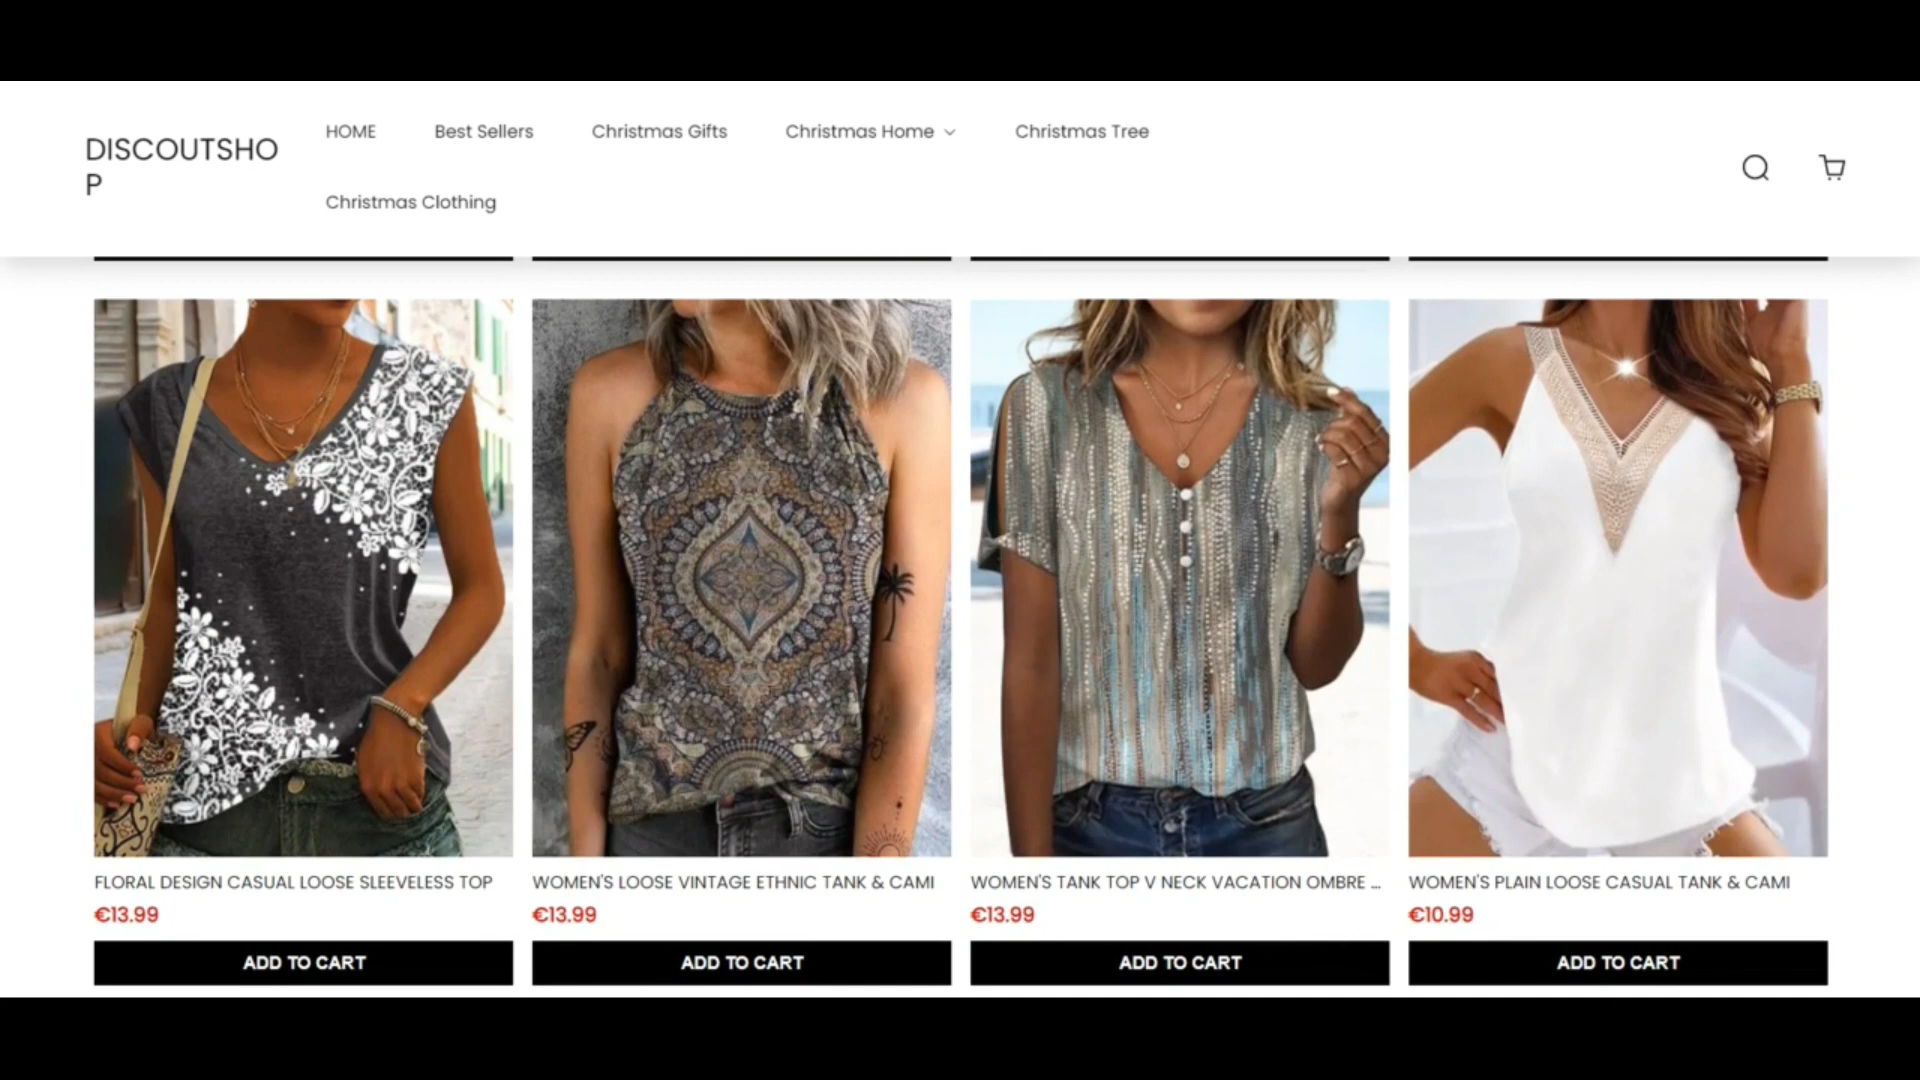 DISCOUTSHO
P
HOME
Best Sellers
Christmas Gifts
Christmas Home
Christmas Tree
Christmas Clothing
FLORAL DESIGN CASUAL LOOSE SLEEVELESS TOP
€13.99
ADD TO CART
WOMEN'S LOOSE VINTAGE ETHNIC TANK & CAMI
€13.99
ADD TO CART
WOMEN'S TANK TOP V NECK VACATION OMBRE ...
€13.99
ADD TO CART
WOMEN'S PLAIN LOOSE CASUAL TANK & CAMI
€10.99
ADD TO CART